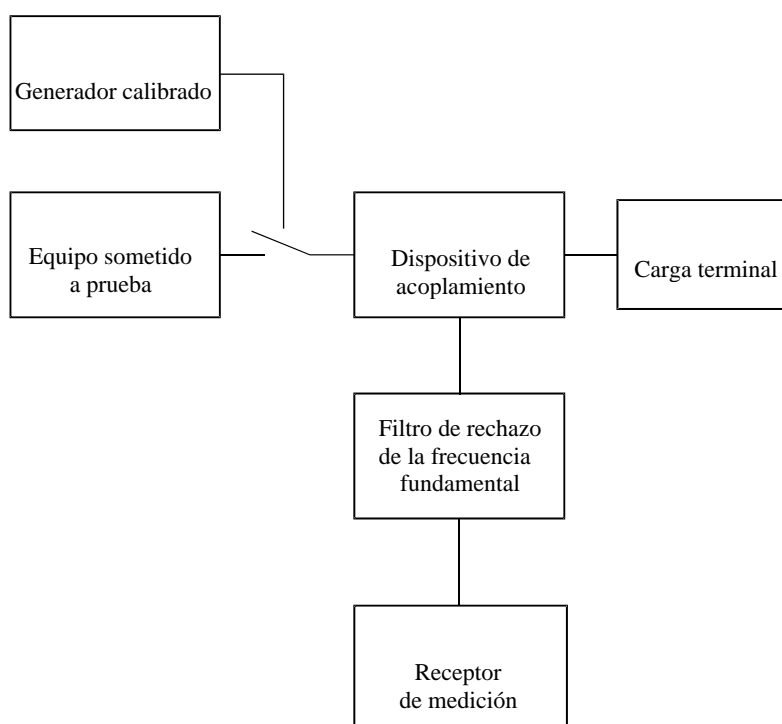 Generador calibrado
Equipo sometido
a prueba
Dispositivo de
acoplamiento
Carga terminal
Filtro de rechazo
de la frecuencia
fundamental
Receptor
de medición